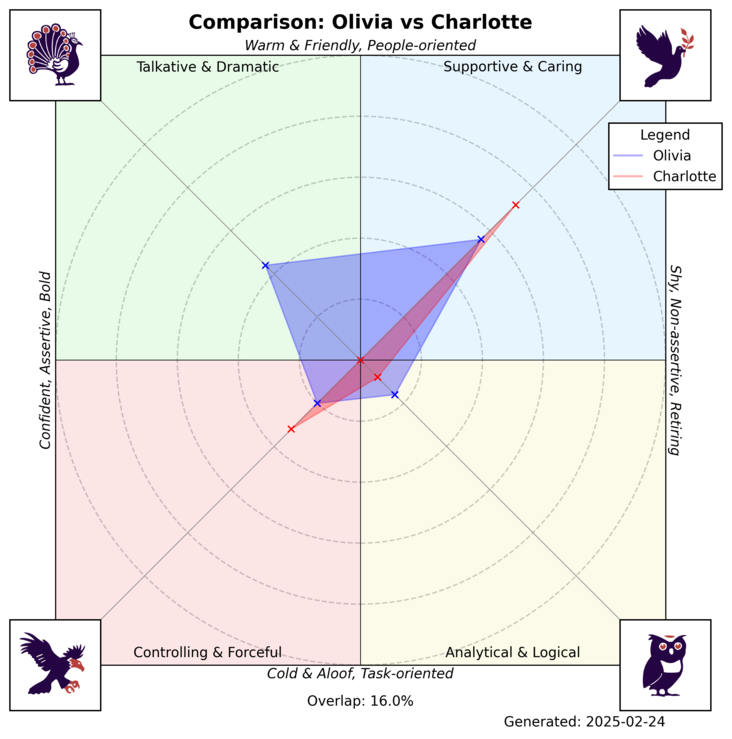 Comparison: Olivia vs Charlotte
Warm & Friendly, People-oriented
Talkative & Dramatic
Supportive & Caring
Legend
Olivia
Charlotte
Confident, Assertive, Bold
Shy, Non-assertive, Retiring
Controlling & Forceful
Analytical & Logical
Cold & Aloof, Task-oriented
Overlap: 16.0%
Generated: 2025-02-24